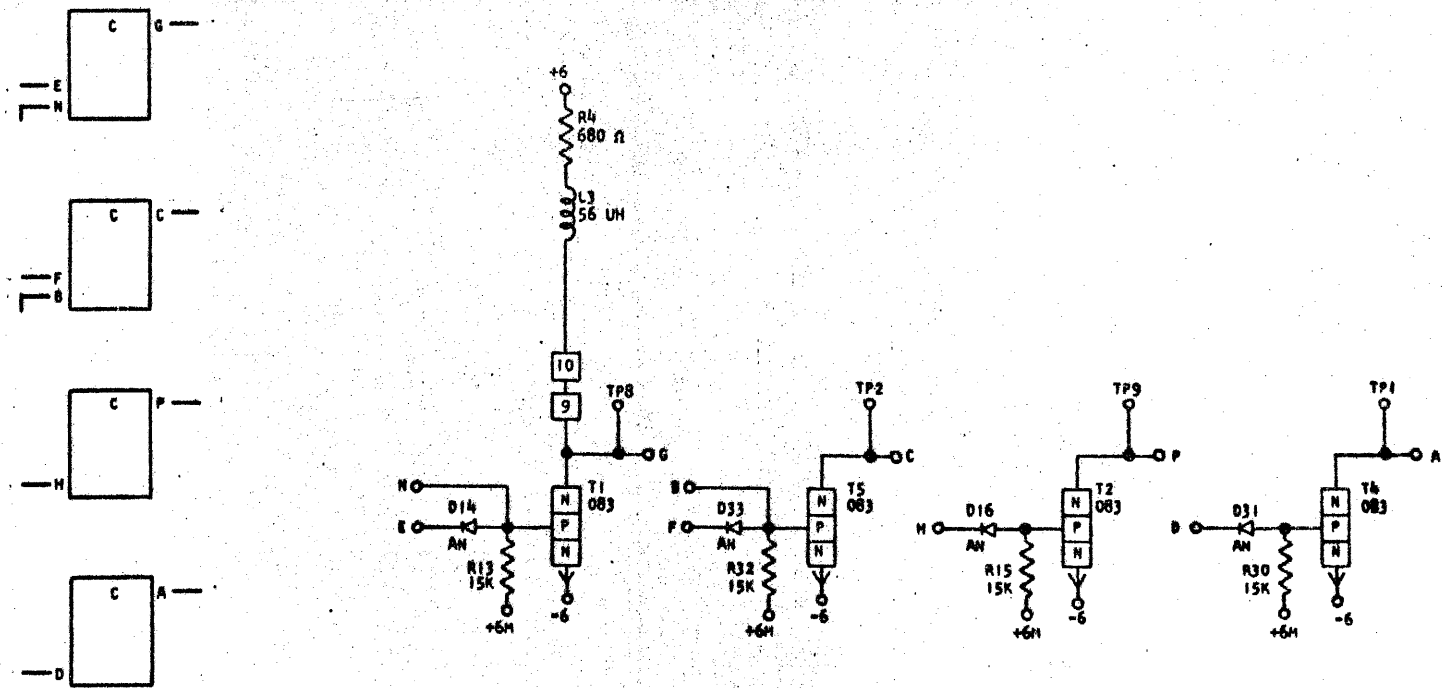 C G
E
N
C C
F
B
C P
H
C A
D
+6
R4
680 Ω
L3
56 UH
10
9
TP8
G
N
D14
E
AN
R13
15K
+6M
T1
083
N
P
N
-6
TP2
C
B
D33
F
AN
R32
15K
+6M
T5
083
N
P
N
-6
TP9
P
D16
H
AN
R15
15K
+6M
T2
083
N
P
N
-6
TP1
A
D31
D
AN
R30
15K
+6M
T4
083
N
P
N
-6